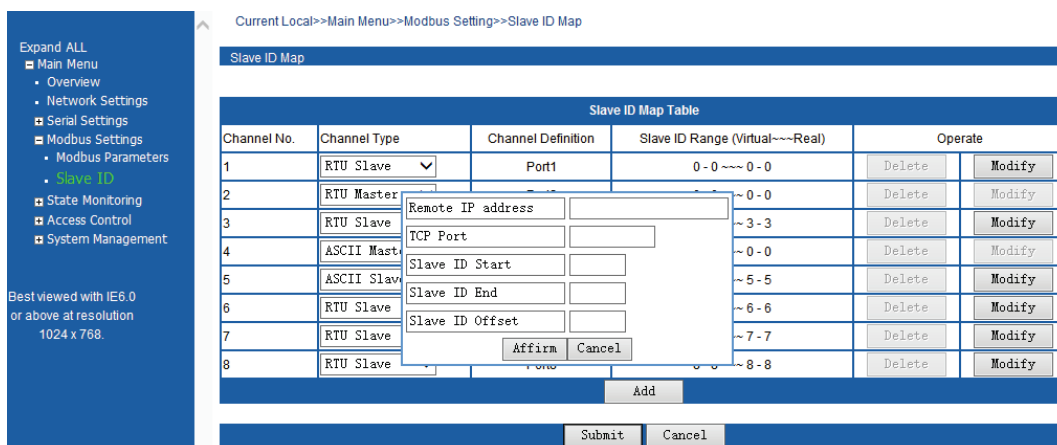 Current Local>>Main Menu>>Modbus Setting>>Slave ID Map
Expand ALL
Main Menu
Overview
Network Settings
Serial Settings
Modbus Settings
Modbus Parameters
Slave ID
State Monitoring
Access Control
System Management
Best viewed with IE6.0
or above at resolution
1024 x 768.
Slave ID Map
Slave ID Map Table
Channel No. Channel Type Channel Definition Slave ID Range (Virtual~~~Real) Operate
1 RTU Slave Port1 0 - 0 ~~~ 0 - 0 Delete Modify
2 RTU Master ~ 0 - 0 Delete Modify
3 RTU Slave ~ 3 - 3 Delete Modify
4 ASCII ~ 0 - 0 Delete Modify
5 ASCII ~ 5 - 5 Delete Modify
6 RTU Slave ~ 6 - 6 Delete Modify
7 RTU Slave ~ 7 - 7 Delete Modify
8 RTU Slave ~ 8 - 8 Delete Modify
Remote IP address
TCP Port
Slave ID Start
Slave ID End
Slave ID Offset
Affirm Cancel
Add
Submit Cancel